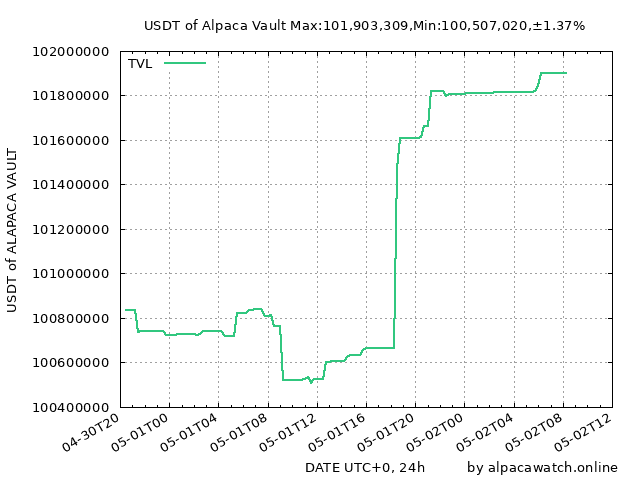 USDT of Alpaca Vault Max:101,903,309,Min:100,507,020,±1.37%
TVL
102000000
101800000
101600000
101400000
101200000
101000000
100800000
100600000
100400000
USDT of ALAPACA VAULT
04-30T20
05-01T00
05-01T04
05-01T08
05-01T12
05-01T16
05-01T20
05-02T00
05-02T04
05-02T08
05-02T12
DATE UTC+0, 24h
by alpacawatch.online